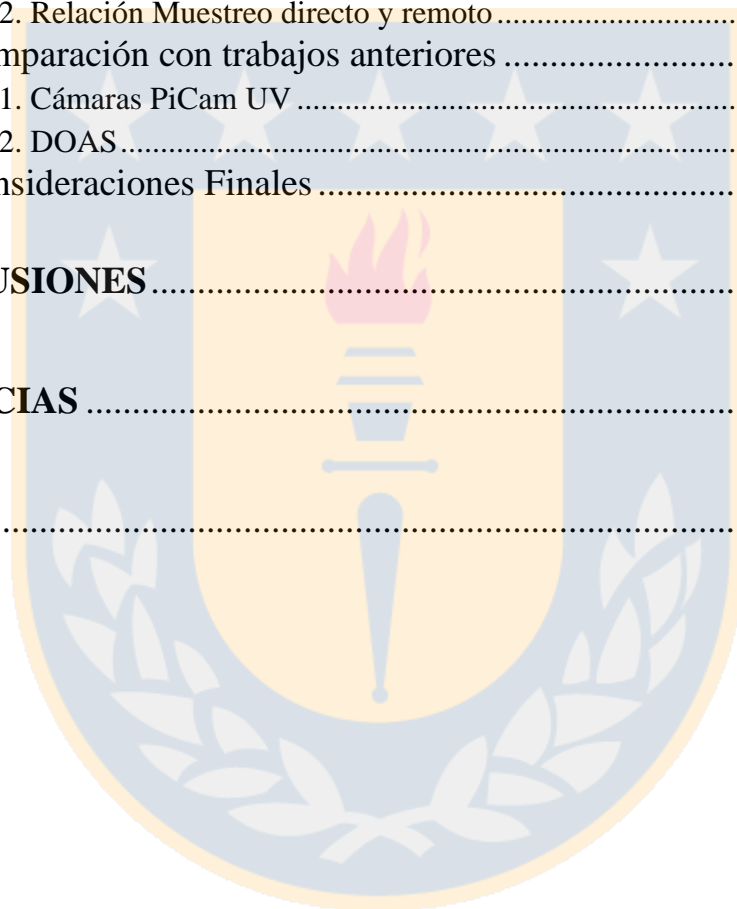 2. Relación Muestreo directo y remoto..............................
mparación con trabajos anteriores ..............................
1. Cámaras PiCam UV..............................
2. DOAS..............................
nsideraciones Finales..............................
USIONES..............................
CIAS ..............................
..............................